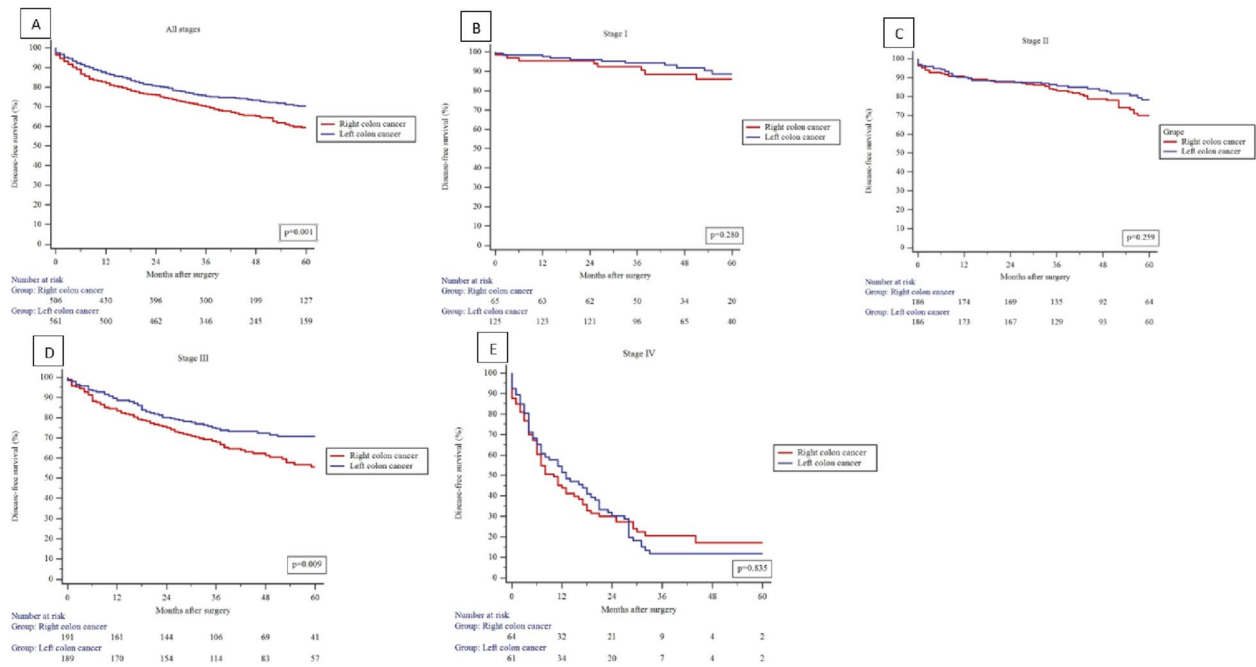 A
All stages
Disease-free survival (%)
100
90
80
70
60
50
40
30
20
10
0
0 12 24 36 48 60
Months after surgery
Right colon cancer
Left colon cancer
p=0.001
Number at risk
Group: Right colon cancer
506 430 396 300 199 127
Group: Left colon cancer
561 500 462 346 245 159
B
Stage I
Disease-free survival (%)
100
90
80
70
60
50
40
30
20
10
0
0 12 24 36 48 60
Months after surgery
Right colon cancer
Left colon cancer
p=0.280
Number at risk
Group: Right colon cancer
65 63 62 50 34 20
Group: Left colon cancer
125 123 121 96 65 40
C
Stage II
Disease-free survival (%)
100
90
80
70
60
50
40
30
20
10
0
0 12 24 36 48 60
Months after surgery
Grape
Right colon cancer
Left colon cancer
p=0.259
Number at risk
Group: Right colon cancer
186 174 169 135 92 64
Group: Left colon cancer
186 173 167 129 93 60
D
Stage III
Disease-free survival (%)
100
90
80
70
60
50
40
30
20
10
0
0 12 24 36 48 60
Months after surgery
Right colon cancer
Left colon cancer
p=0.009
Number at risk
Group: Right colon cancer
191 161 144 106 69 41
Group: Left colon cancer
189 170 154 114 83 57
E
Stage IV
Disease-free survival (%)
100
90
80
70
60
50
40
30
20
10
0
0 12 24 36 48 60
Months after surgery
Right colon cancer
Left colon cancer
p=0.835
Number at risk
Group: Right colon cancer
64 32 21 9 4 2
Group: Left colon cancer
61 34 20 7 4 2